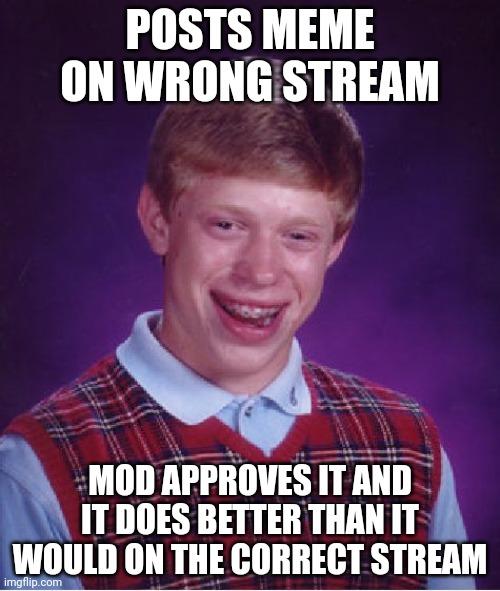 POSTS MEME
ON WRONG STREAM
MOD APPROVES IT AND
IT DOES BETTER THAN IT
WOULD ON THE CORRECT STREAM
imgflip.com